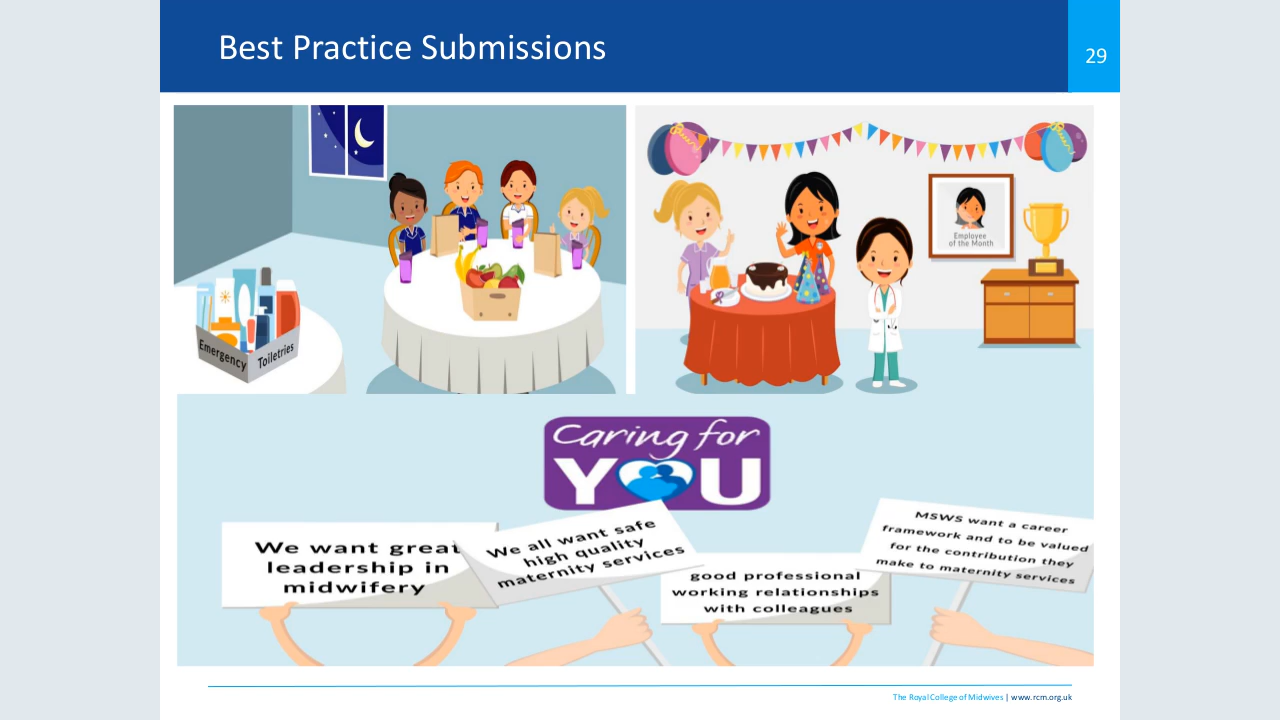 Best Practice Submissions
29
Employee
of the Month
Emergency
Toiletries
Caring for
YOU
We want great
leadership in
midwifery
We all want safe
high quality
maternity services
good professional
working relationships
with colleagues
MSWS want a career
framework and to be valued
for the contribution they
make to maternity services
The Royal College of Midwives | www.rcm.org.uk